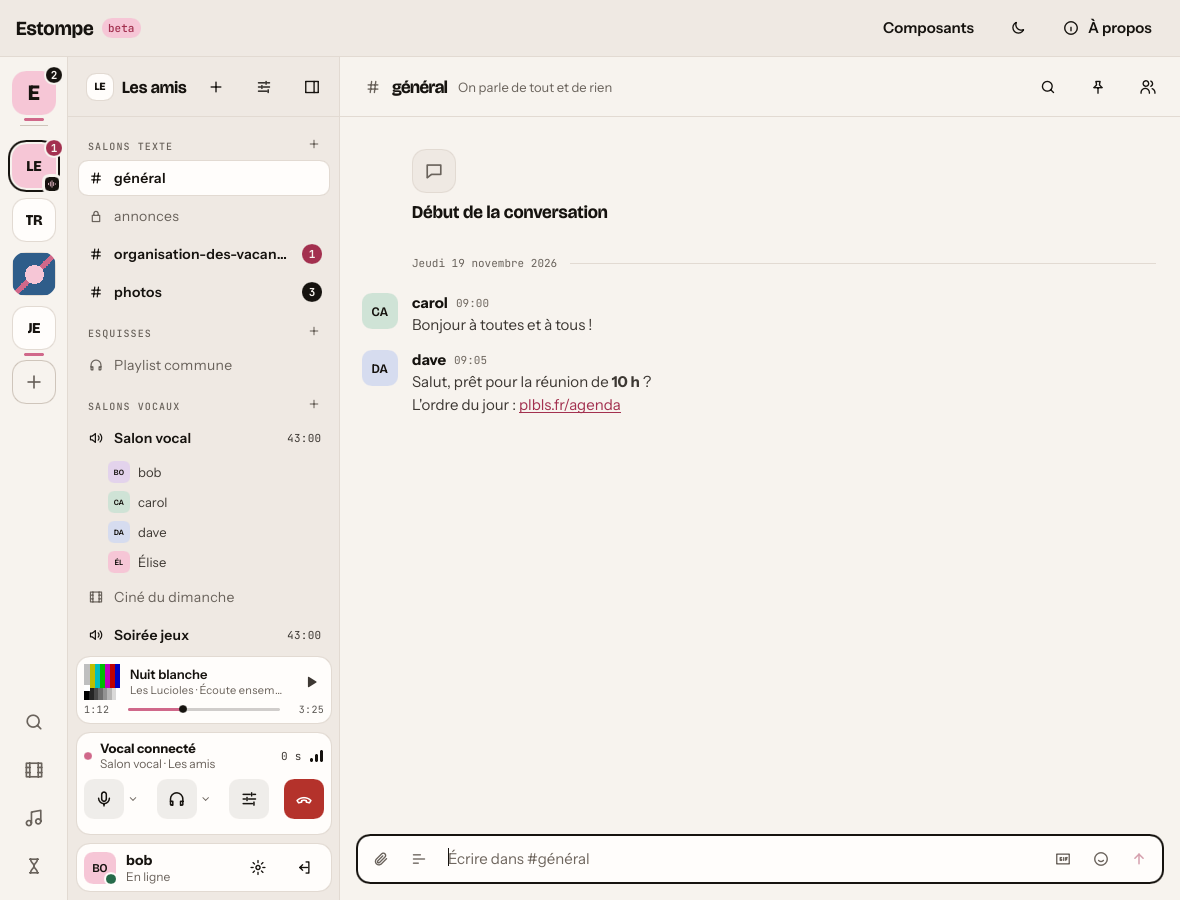 Estompe beta
Composants
À propos
E 2
LE 1
TR
JE
LE Les amis
SALONS TEXTE
# général
annonces
# organisation-des-vacan... 1
# photos 3
ESQUISSES
Playlist commune
SALONS VOCAUX
Salon vocal 43:00
BO bob
CA carol
DA dave
ÉL Élise
Ciné du dimanche
Soirée jeux 43:00
Nuit blanche
Les Lucioles · Écoute ensem…
1:12 3:25
Vocal connecté
Salon vocal · Les amis
0 s
BO bob
En ligne
# général On parle de tout et de rien
Début de la conversation
Jeudi 19 novembre 2026
CA carol 09:00
Bonjour à toutes et à tous !
DA dave 09:05
Salut, prêt pour la réunion de 10 h ?
L'ordre du jour : plbls.fr/agenda
Écrire dans #général
GIF